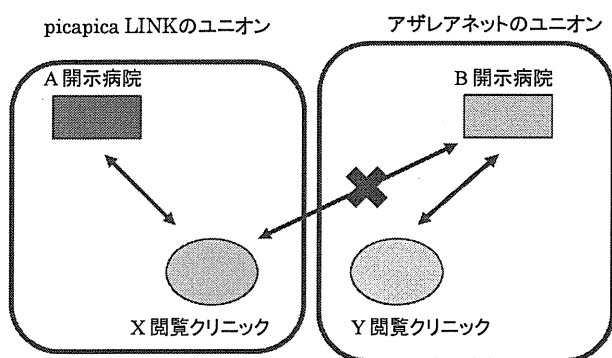 picapica LINKのユニオン
アザレアネットのユニオン
A 開示病院
B 開示病院
X 閲覧クリニック
Y 閲覧クリニック